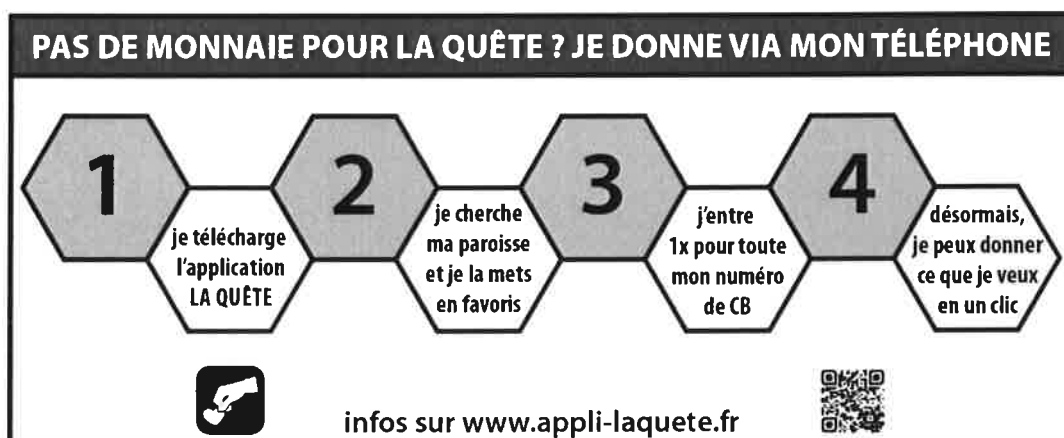 PAS DE MONNAIE POUR LA QUÊTE ? JE DONNE VIA MON TÉLÉPHONE
1
je télécharge
l'application
LA QUÊTE
2
je cherche
ma paroisse
et je la mets
en favoris
3
j'entre
1x pour toute
mon numéro
de CB
4
désormais,
je peux donner
ce que je veux
en un clic
infos sur www.appli-laquete.fr